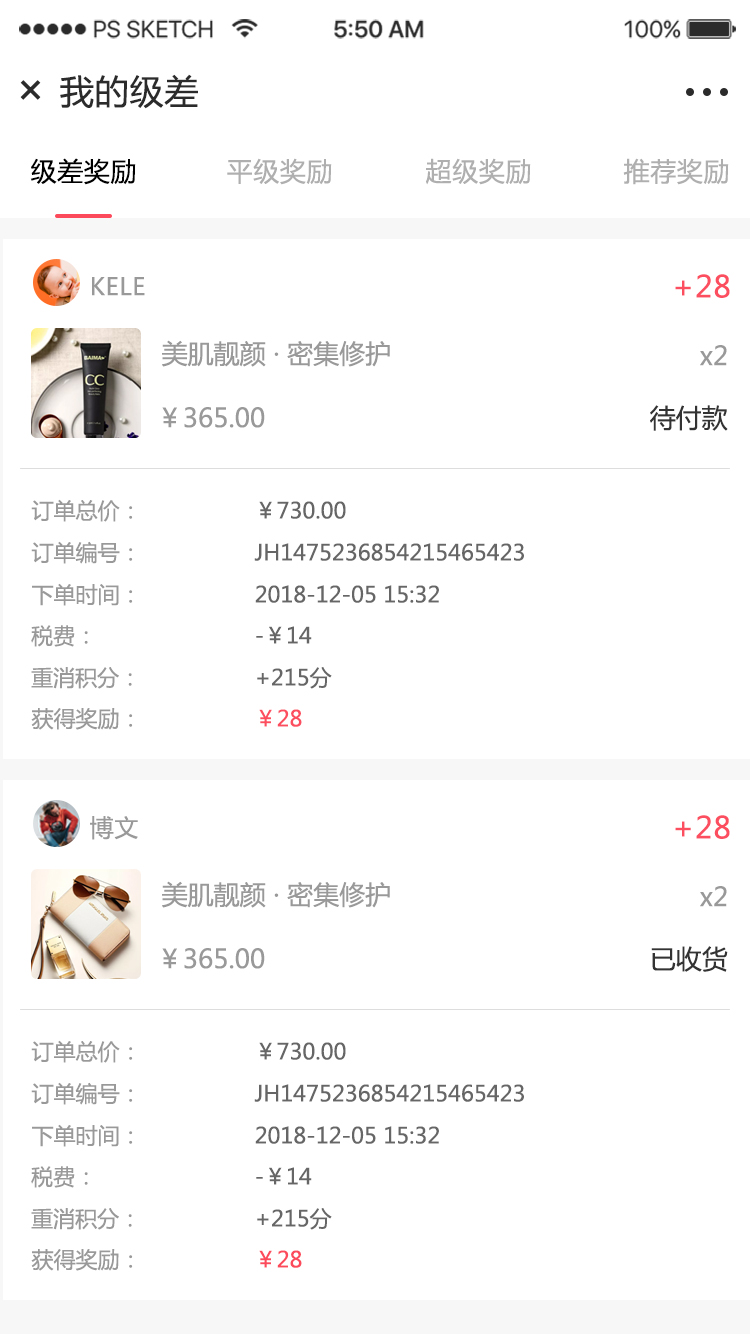 PS SKETCH 5:50 AM 100%
× 我的级差
级差奖励 平级奖励 超级奖励 推荐奖励
KELE +28
BAIMA
CC
美肌靓颜 · 密集修护 x2
¥365.00 待付款
订单总价： ¥730.00
订单编号： JH1475236854215465423
下单时间： 2018-12-05 15:32
税费： -¥14
重消积分： +215分
获得奖励： ¥28
博文 +28
美肌靓颜 · 密集修护 x2
¥365.00 已收货
订单总价： ¥730.00
订单编号： JH1475236854215465423
下单时间： 2018-12-05 15:32
税费： -¥14
重消积分： +215分
获得奖励： ¥28